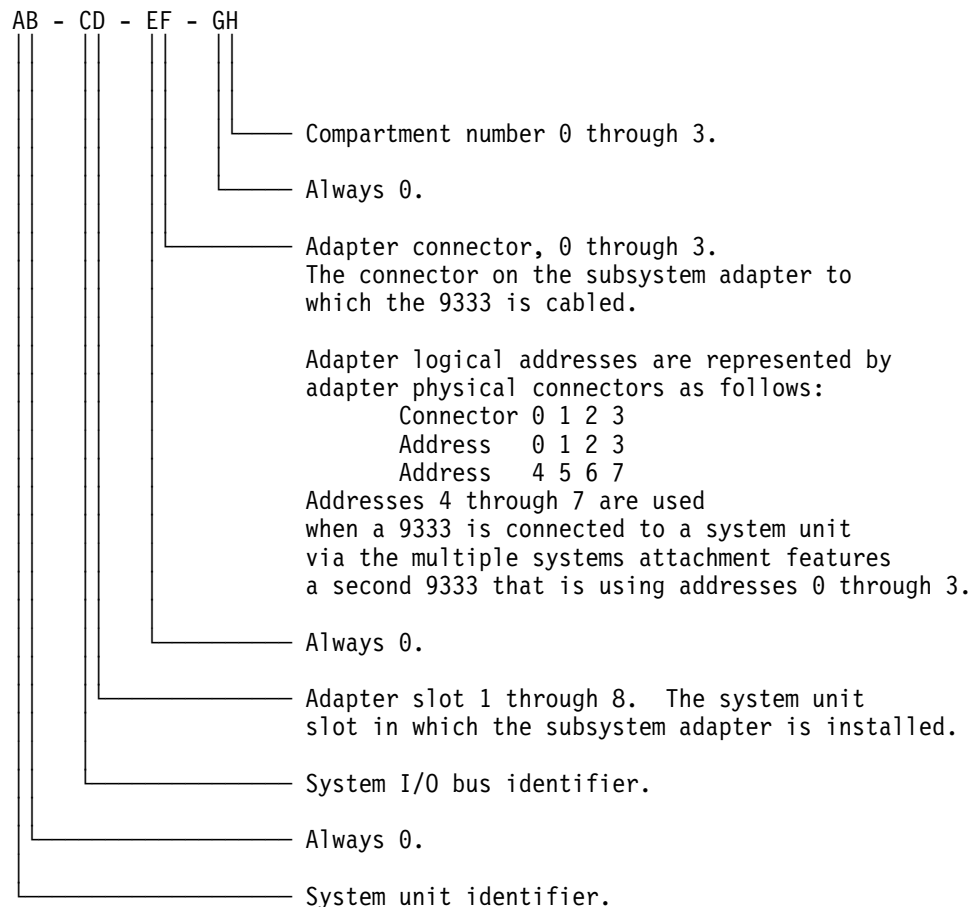 AB - CD - EF - GH
Compartment number 0 through 3.
Always 0.
Adapter connector, 0 through 3.
The connector on the subsystem adapter to
which the 9333 is cabled.
Adapter logical addresses are represented by
adapter physical connectors as follows:
Connector 0 1 2 3
Address 0 1 2 3
Address 4 5 6 7
Addresses 4 through 7 are used
when a 9333 is connected to a system unit
via the multiple systems attachment features
a second 9333 that is using addresses 0 through 3.
Always 0.
Adapter slot 1 through 8. The system unit
slot in which the subsystem adapter is installed.
System I/O bus identifier.
Always 0.
System unit identifier.